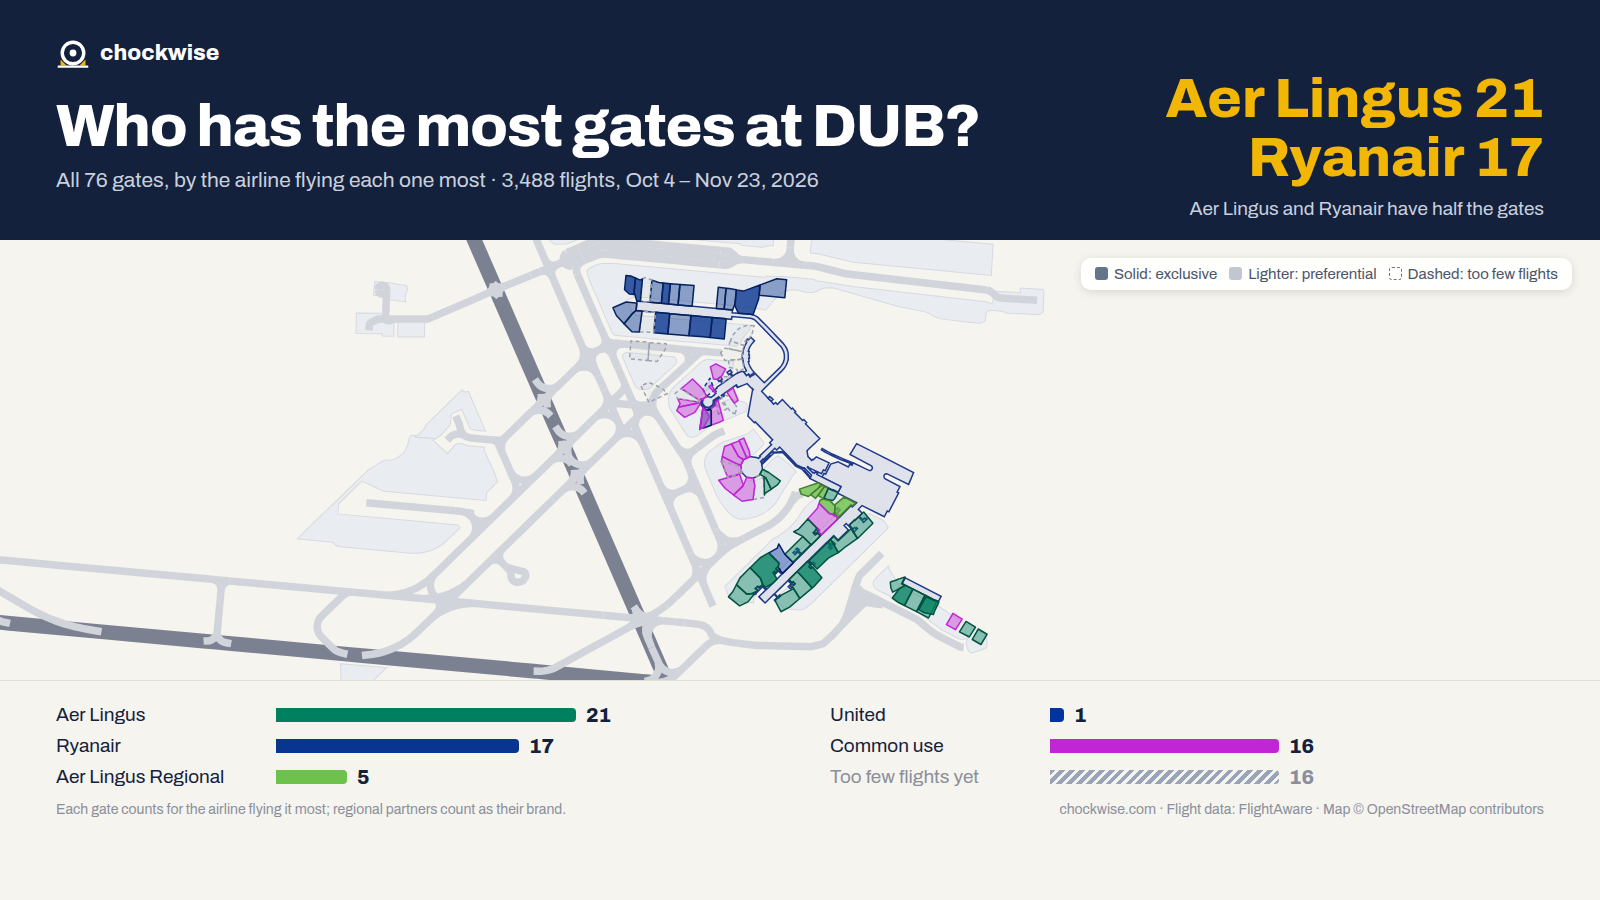 chockwise
Who has the most gates at DUB?
All 76 gates, by the airline flying each one most · 3,488 flights, Oct 4 – Nov 23, 2026
Aer Lingus 21
Ryanair 17
Aer Lingus and Ryanair have half the gates
Solid: exclusive Lighter: preferential Dashed: too few flights
Aer Lingus 21
Ryanair 17
Aer Lingus Regional 5
United 1
Common use 16
Too few flights yet 16
Each gate counts for the airline flying it most; regional partners count as their brand.
chockwise.com · Flight data: FlightAware · Map © OpenStreetMap contributors